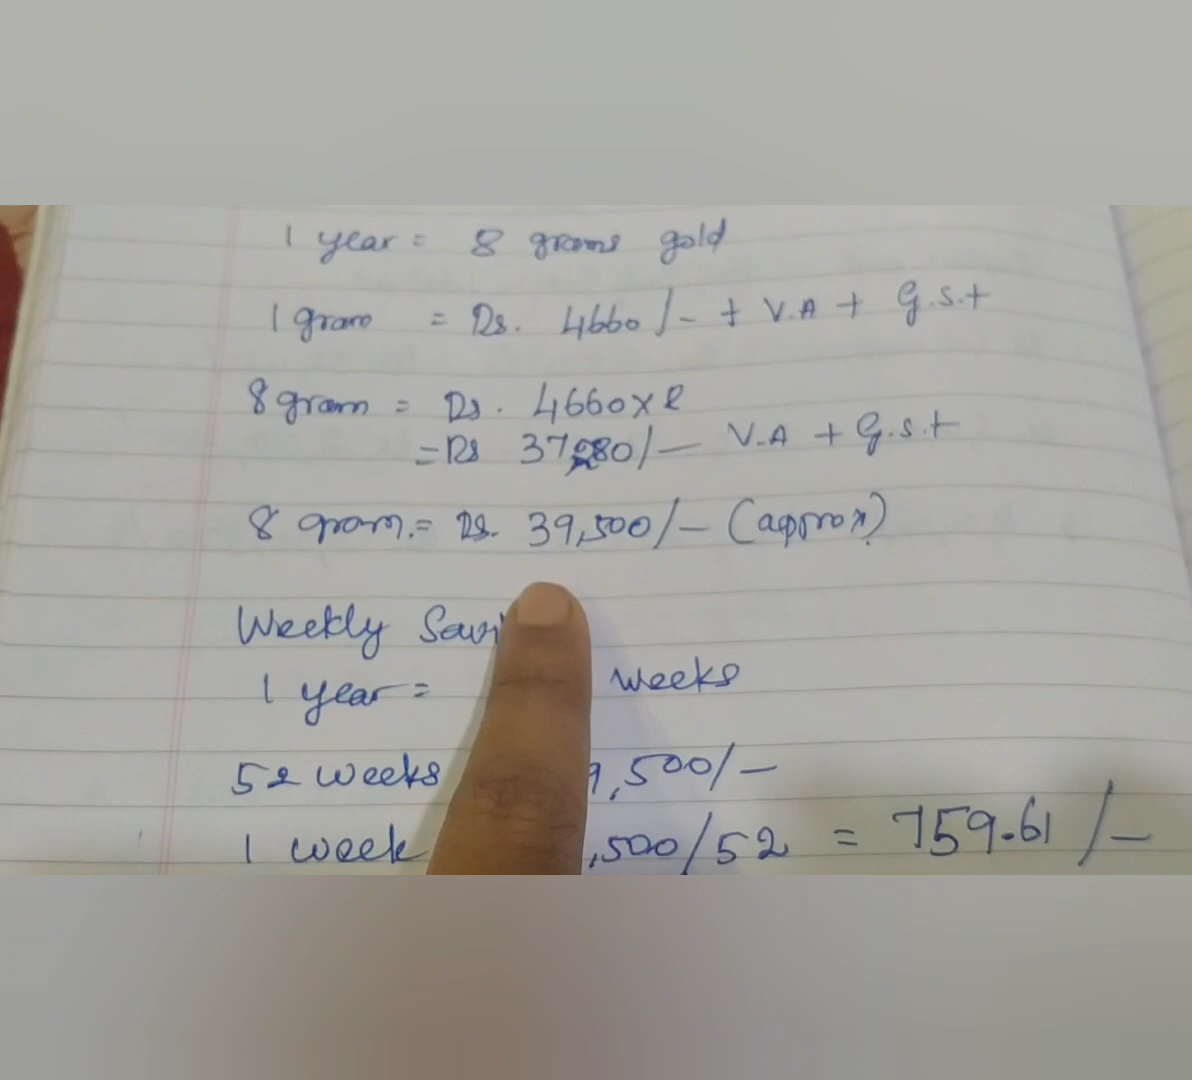 1 year = 8 grams gold
1 gram = Rs. 4660/- + V.A + G.S.t
8 gram = Rs. 4660x8
= Rs 37280/- V.A + G.S.t
8 gram = Rs. 39,500/- (approx)
Weekly
1 year = weeks
52 weeks 9,500/-
1 week ,500/52 = 759.61/-